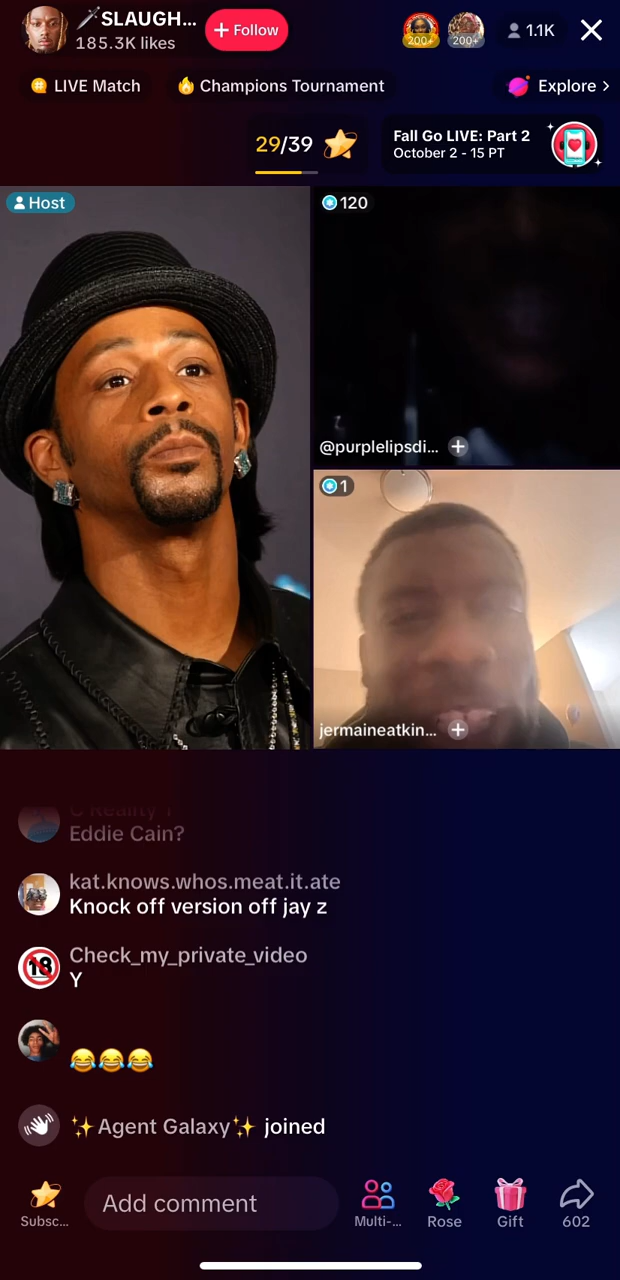 🗡️SLAUGH...
185.3K likes
+ Follow
200+
200+
1.1K
LIVE Match
Champions Tournament
Explore >
29/39
Fall Go LIVE: Part 2
October 2 - 15 PT
Host
120
@purplelipsdi...
1
jermaineatkin...
Eddie Cain?
kat.knows.whos.meat.it.ate
Knock off version off jay z
18
Check_my_private_video
Y
😂😂😂
✨Agent Galaxy✨ joined
Add comment
Subsc...
Multi-...
Rose
Gift
602